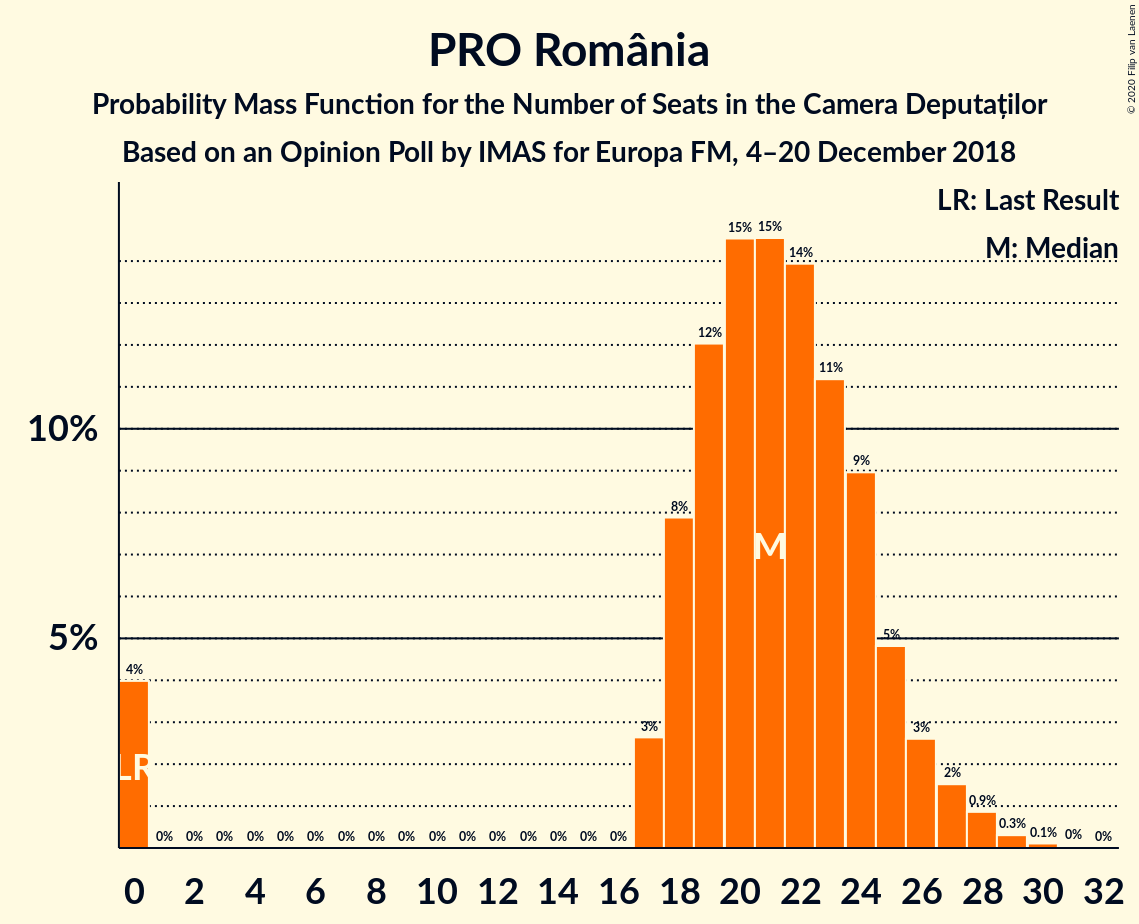 PRO România
Probability Mass Function for the Number of Seats in the Camera Deputaților
Based on an Opinion Poll by IMAS for Europa FM, 4–20 December 2018
© 2020 Filip van Laenen
LR: Last Result
M: Median
10%
5%
4% 0% 0% 0% 0% 0% 0% 0% 0% 0% 0% 0% 0% 0% 0% 0% 0% 3% 8% 12% 15% 15% 14% 11% 9% 5% 3% 2% 0.9% 0.3% 0.1% 0% 0%
LR
M
0 2 4 6 8 10 12 14 16 18 20 22 24 26 28 30 32